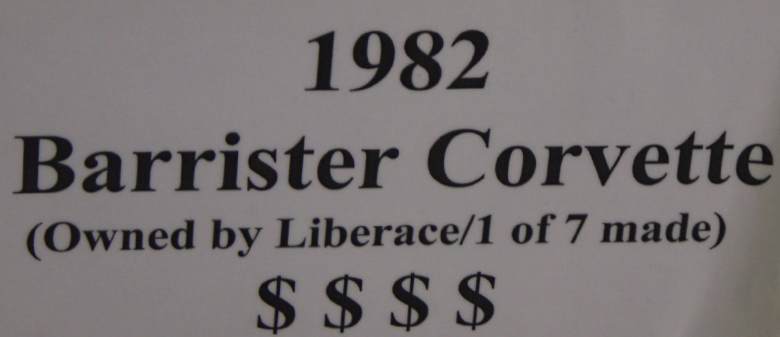 1982
Barrister Corvette
(Owned by Liberace/1 of 7 made)
$ $ $ $